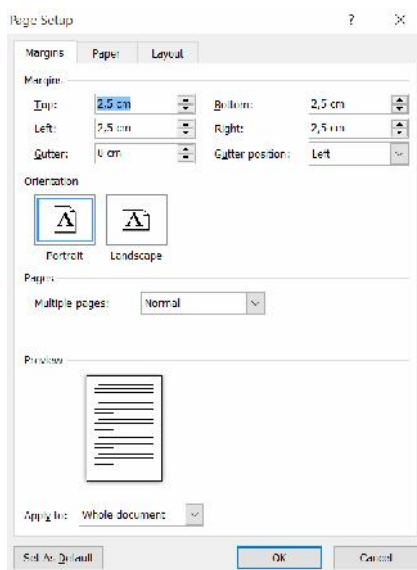 Page Setup ? ×
Margins Paper Layout
Margins
Top: 2,5 cm Bottom: 2,5 cm
Left: 2,5 cm Right: 2,5 cm
Gutter: 0 cm Gutter position: Left
Orientation
Portrait Landscape
Pages
Multiple pages: Normal
Preview
Apply to: Whole document
Set As Default OK Cancel